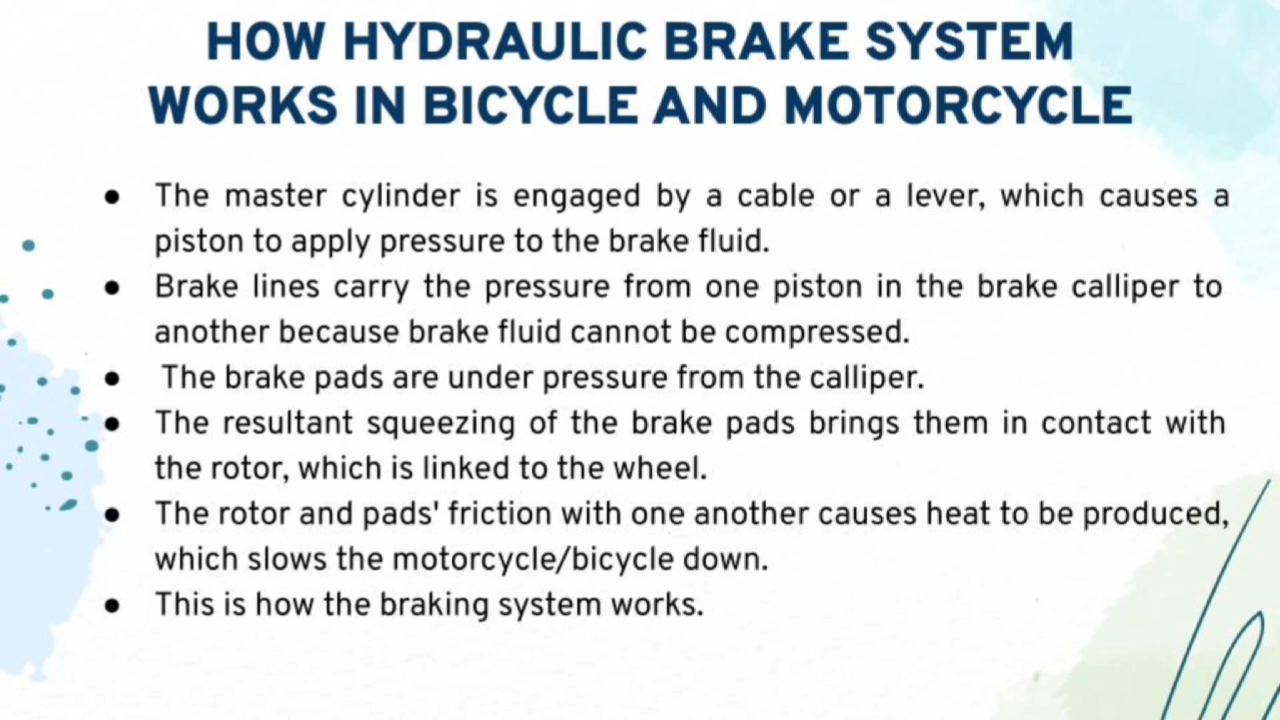 HOW HYDRAULIC BRAKE SYSTEM
WORKS IN BICYCLE AND MOTORCYCLE
● The master cylinder is engaged by a cable or a lever, which causes a
piston to apply pressure to the brake fluid.
● Brake lines carry the pressure from one piston in the brake calliper to
another because brake fluid cannot be compressed.
● The brake pads are under pressure from the calliper.
● The resultant squeezing of the brake pads brings them in contact with
the rotor, which is linked to the wheel.
● The rotor and pads' friction with one another causes heat to be produced,
which slows the motorcycle/bicycle down.
● This is how the braking system works.